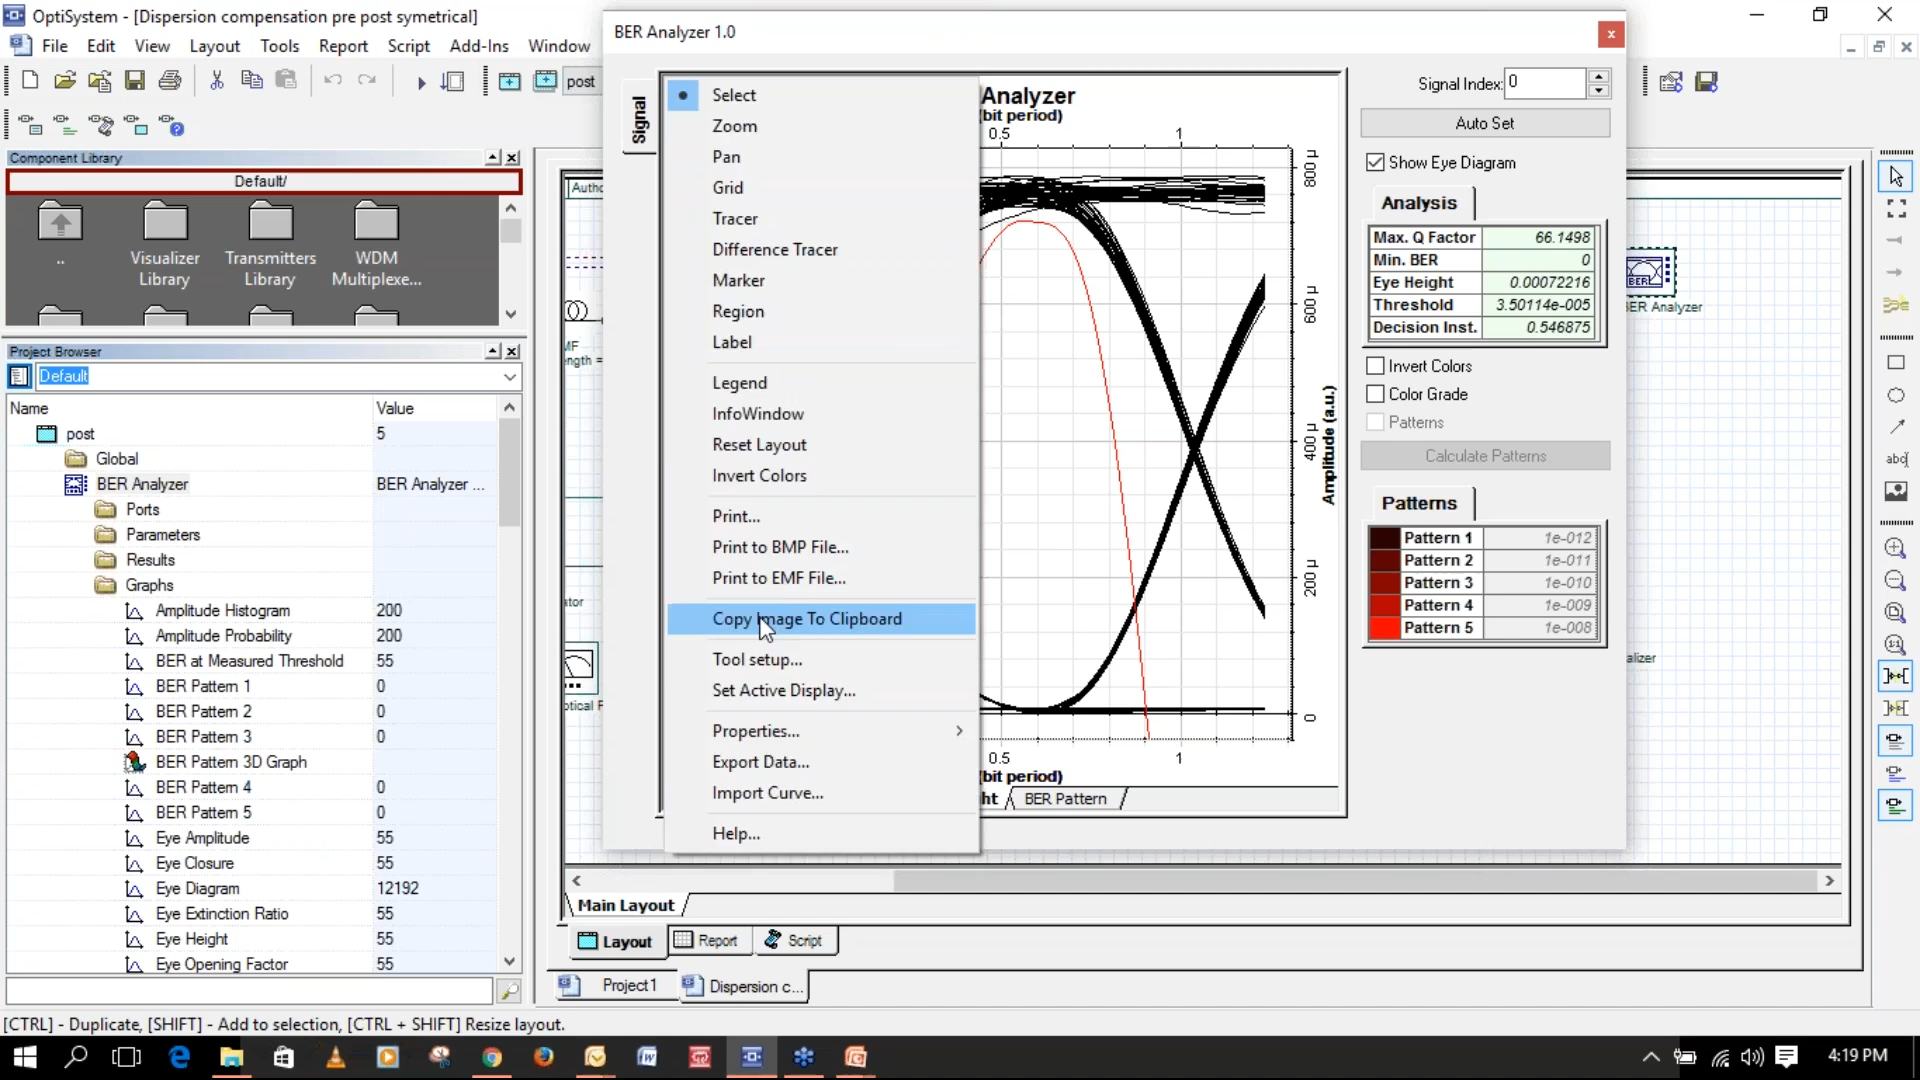 OptiSystem - [Dispersion compensation pre post symetrical]
File Edit View Layout Tools Report Script Add-Ins Window
post
Component Library
Default/
..
Visualizer
Library
Transmitters
Library
WDM
Multiplexe...
Project Browser
Default
Name Value
post 5
Global
BER Analyzer BER Analyzer ...
Ports
Parameters
Results
Graphs
Amplitude Histogram 200
Amplitude Probability 200
BER at Measured Threshold 55
BER Pattern 1 0
BER Pattern 2 0
BER Pattern 3 0
BER Pattern 3D Graph
BER Pattern 4 0
BER Pattern 5 0
Eye Amplitude 55
Eye Closure 55
Eye Diagram 12192
Eye Extinction Ratio 55
Eye Height 55
Eye Opening Factor 55
BER Analyzer 1.0
Signal
Select
Zoom
Pan
Grid
Tracer
Difference Tracer
Marker
Region
Label
Legend
InfoWindow
Reset Layout
Invert Colors
Print...
Print to BMP File...
Print to EMF File...
Copy Image To Clipboard
Tool setup...
Set Active Display...
Properties...
Export Data...
Import Curve...
Help...
Analyzer
(bit period)
0.5 1
800 µ
600 µ
400 µ
200 µ
0
Amplitude (a.u.)
0.5 1
(bit period)
ht BER Pattern
Signal Index: 0
Auto Set
Show Eye Diagram
Analysis
Max. Q Factor 66.1498
Min. BER 0
Eye Height 0.00072216
Threshold 3.50114e-005
Decision Inst. 0.546875
Invert Colors
Color Grade
Patterns
Calculate Patterns
Patterns
Pattern 1 1e-012
Pattern 2 1e-011
Pattern 3 1e-010
Pattern 4 1e-009
Pattern 5 1e-008
Autho
MF
ength =
ator
ptical F
BER
BER Analyzer
alizer
abc
Main Layout
Layout Report Script
Project1 Dispersion c...
[CTRL] - Duplicate, [SHIFT] - Add to selection, [CTRL + SHIFT] Resize layout.
4:19 PM